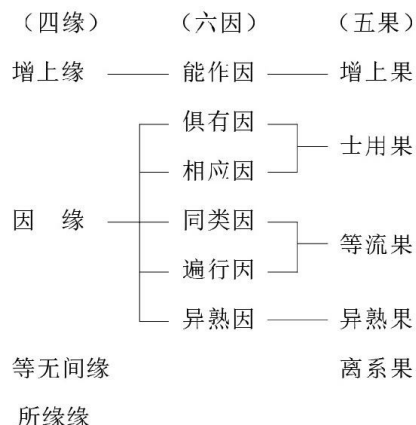 （四缘） （六因） （五果）
增上缘 能作因 增上果
俱有因
士用果
相应因
因 缘 同类因
等流果
遍行因
异熟因 异熟果
等无间缘 离系果
所缘缘